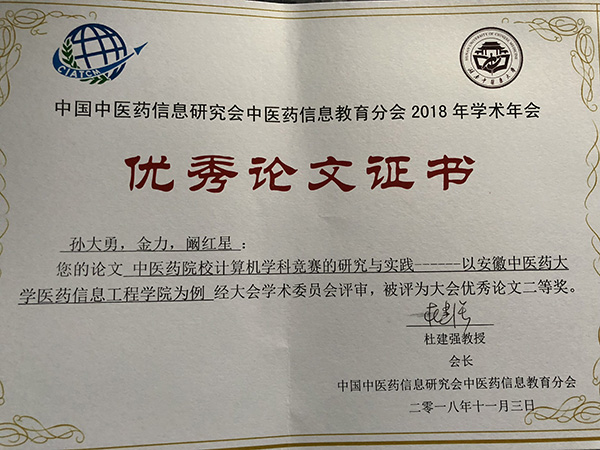 CIATCM
中国中医药信息研究会中医药信息教育分会 2018 年学术年会
优秀论文证书
孙大勇，金力，阚红星：
您的论文 中医药院校计算机学科竞赛的研究与实践------以安徽中医药大
学医药信息工程学院为例 经大会学术委员会评审，被评为大会优秀论文二等奖。
杜建强教授
会长
中国中医药信息研究会中医药信息教育分会
二零一八年十一月三日